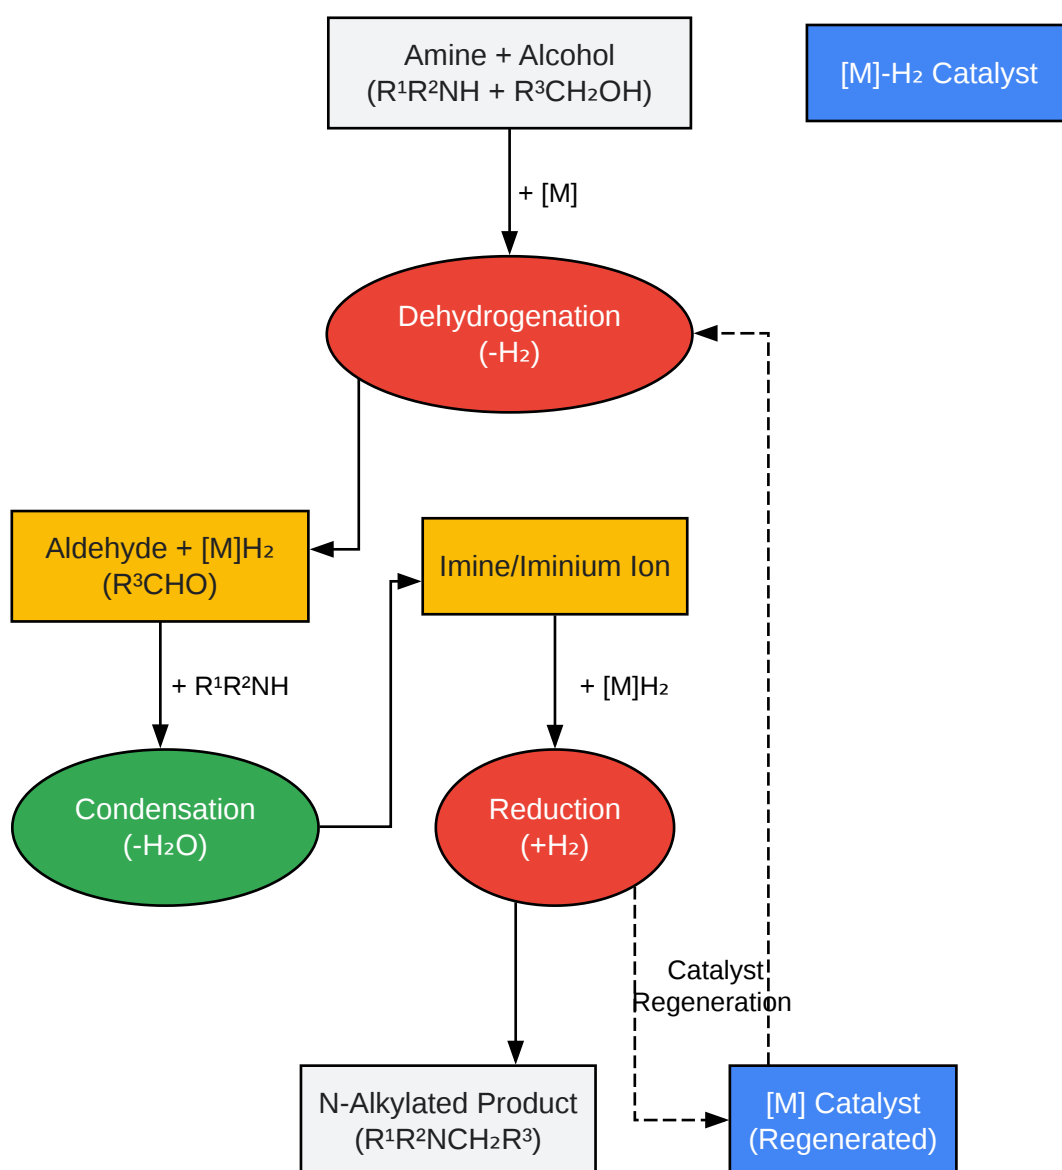 Amine + Alcohol
(R¹R²NH + R³CH₂OH)
[M]-H₂ Catalyst
+ [M]
Dehydrogenation
(-H₂)
Aldehyde + [M]H₂
(R³CHO)
Imine/Iminium Ion
+ R¹R²NH
+ [M]H₂
Condensation
(-H₂O)
Reduction
(+H₂)
Catalyst
Regeneration
N-Alkylated Product
(R¹R²NCH₂R³)
[M] Catalyst
(Regenerated)